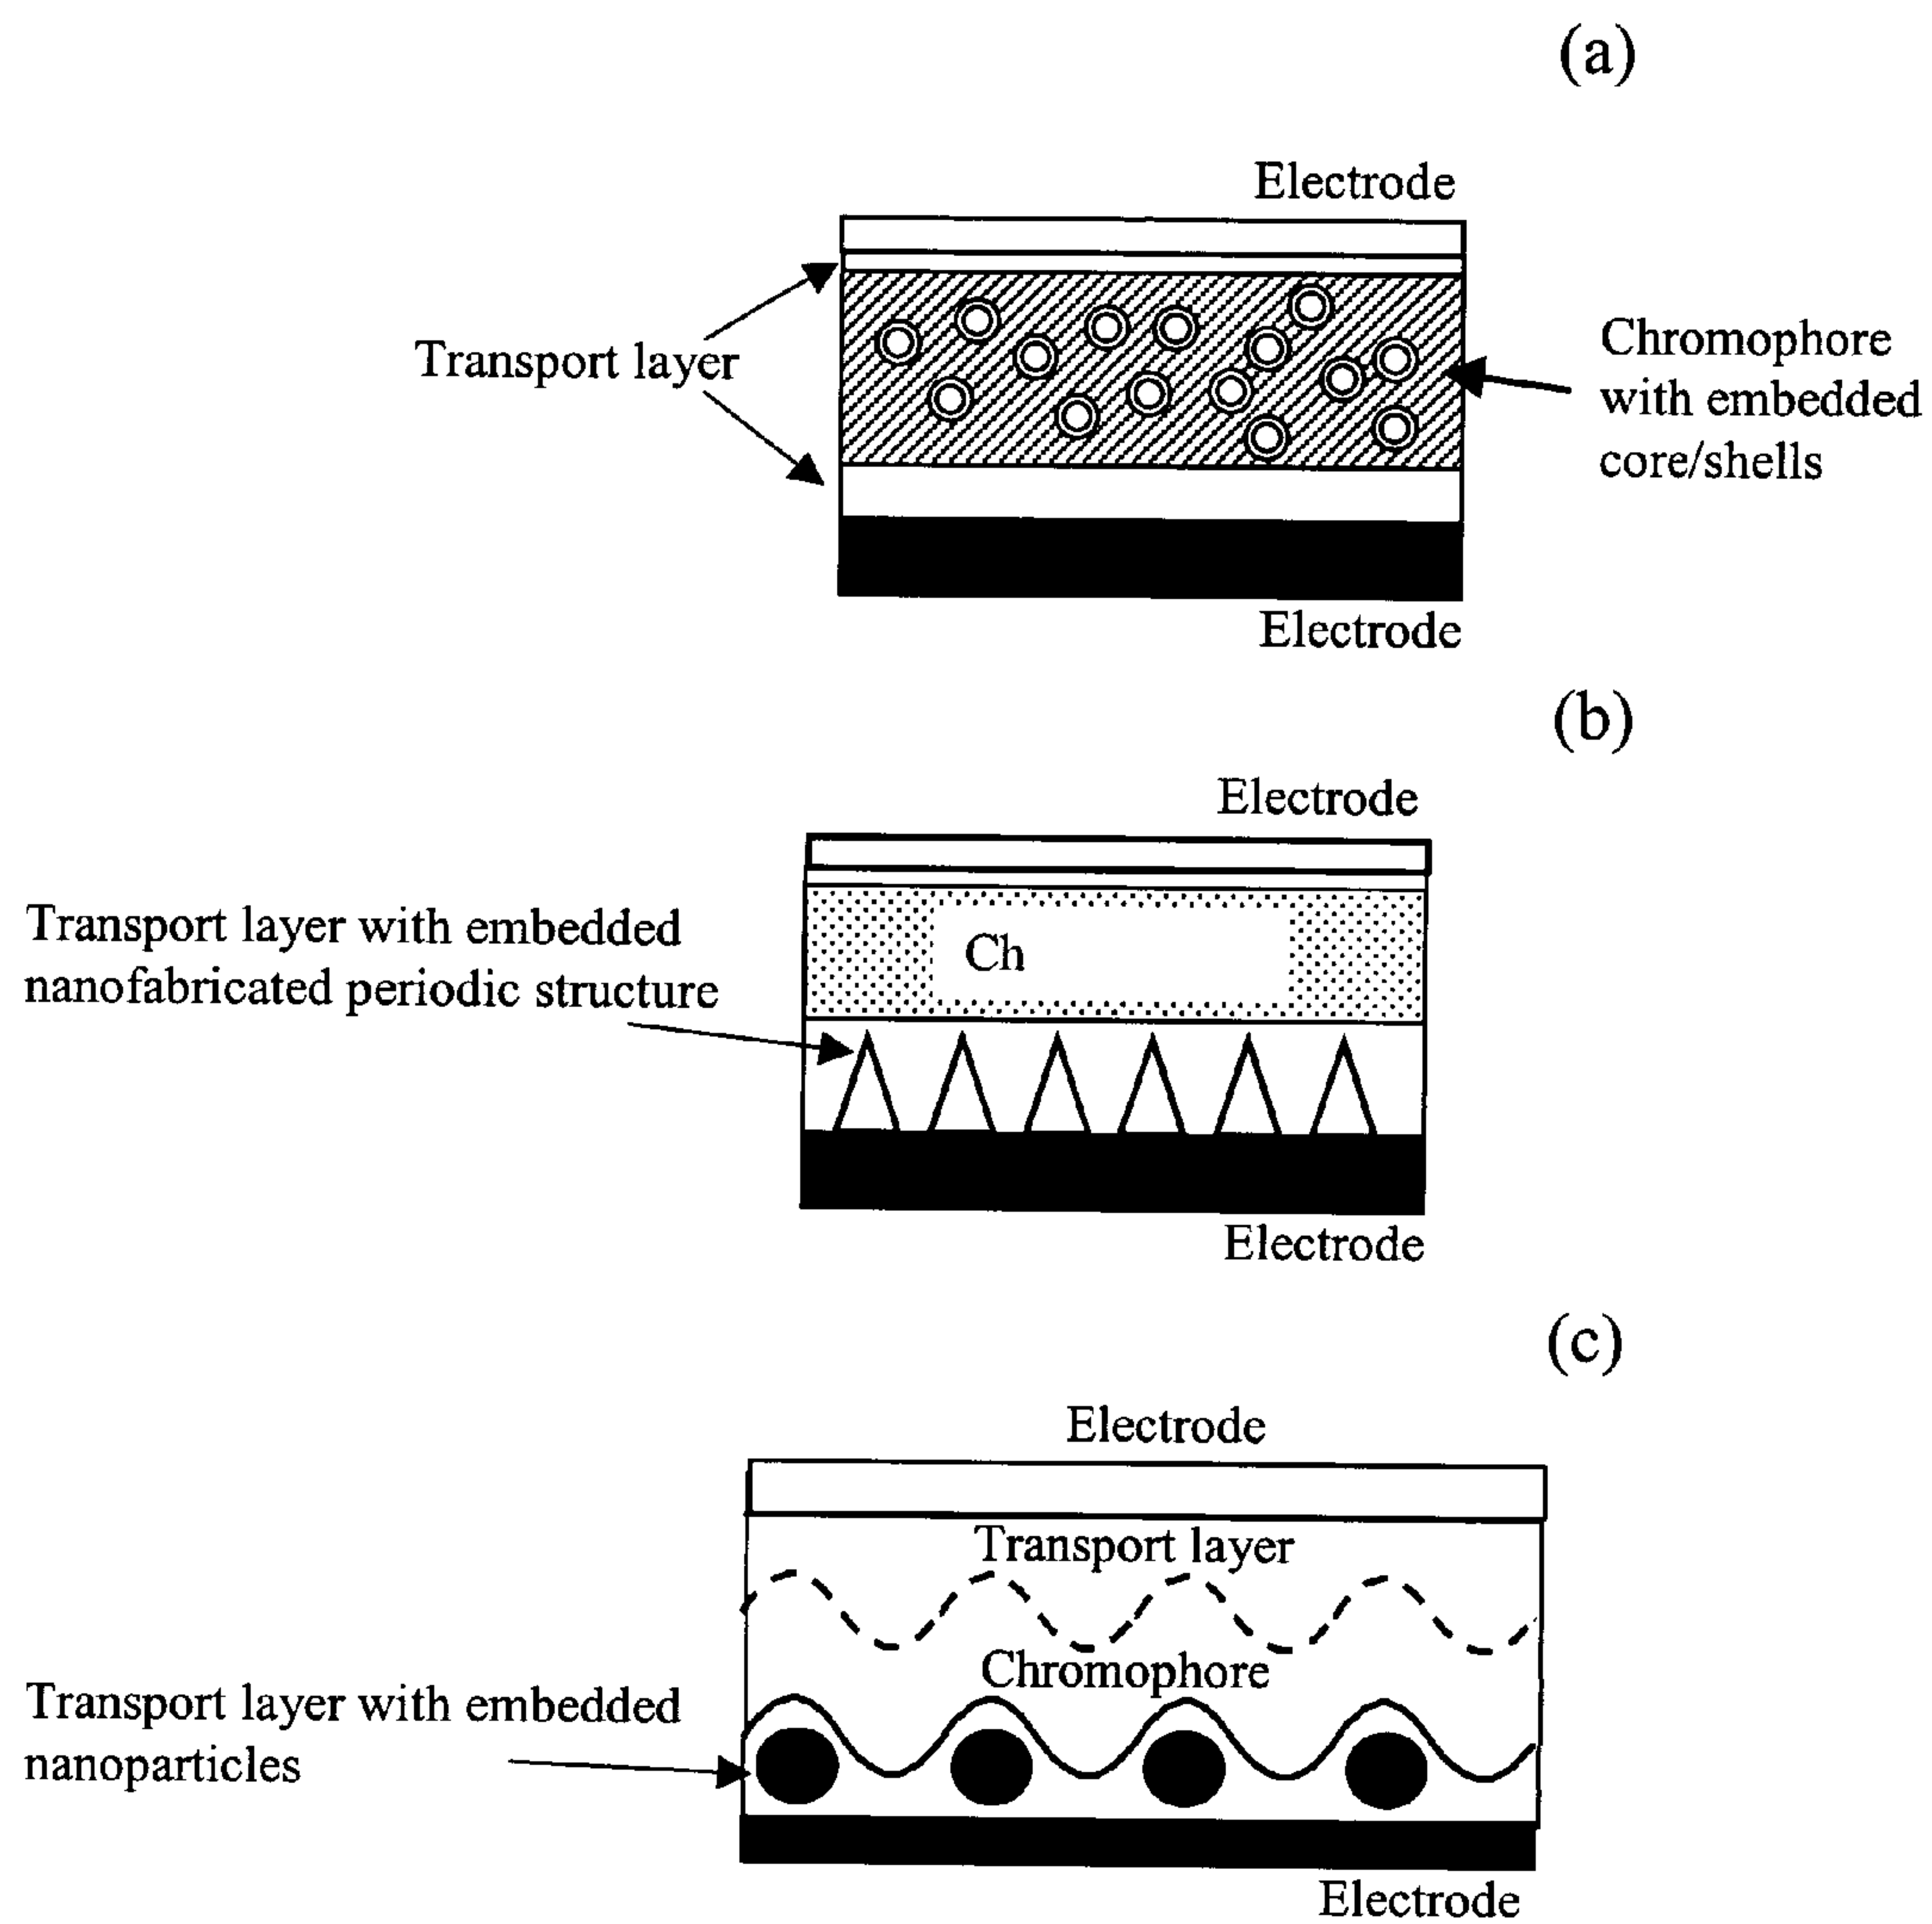 (a)
Electrode
Transport layer
Chromophore
with embedded
core/shells
Electrode
(b)
Electrode
Transport layer with embedded
nanofabricated periodic structure
Ch
Electrode
(c)
Electrode
Transport layer
Chromophore
Transport layer with embedded
nanoparticles
Electrode